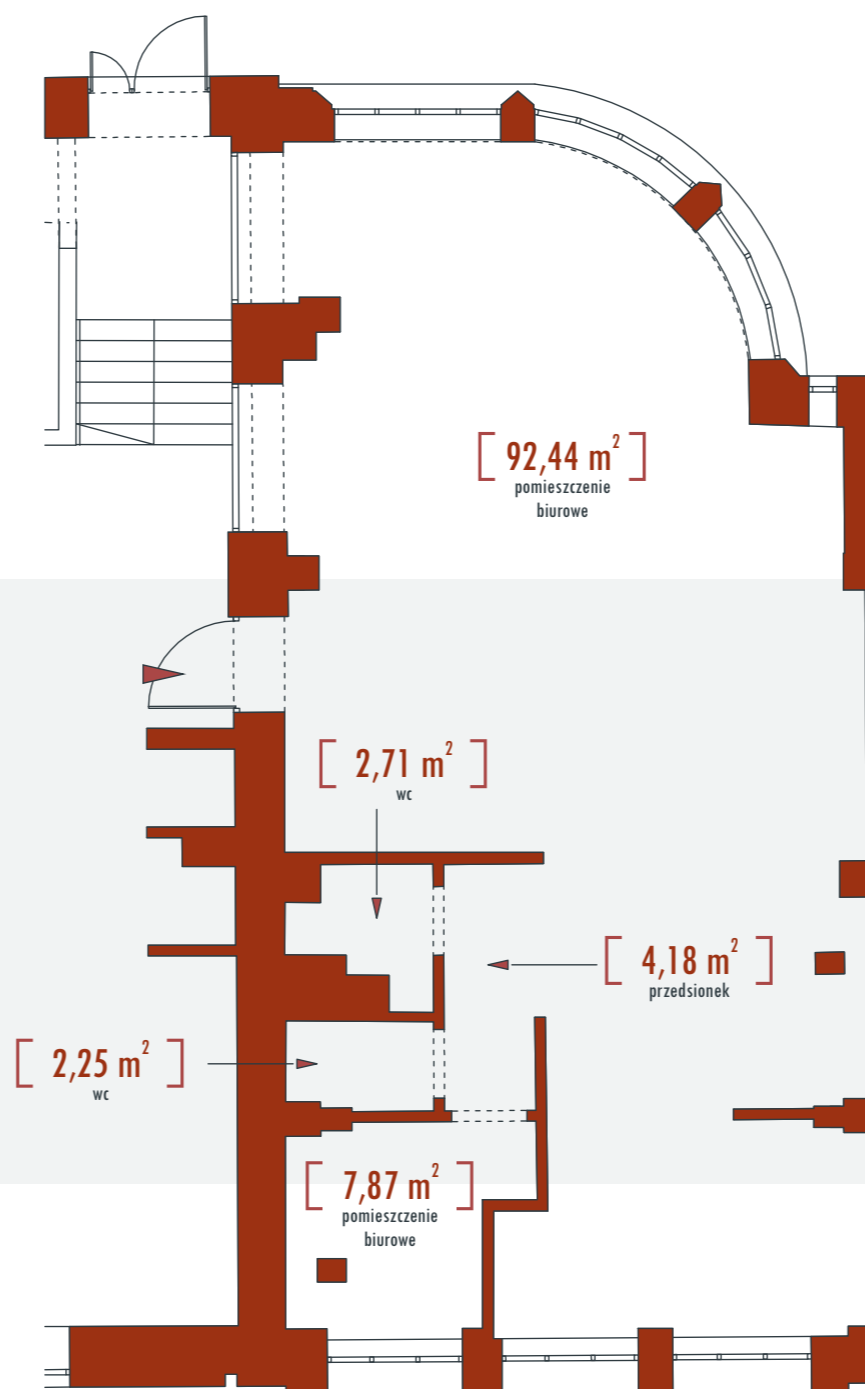 [ 92,44 m² ]
pomieszczenie
biurowe
[ 2,71 m² ]
wc
[ 4,18 m² ]
przedsionek
[ 2,25 m² ]
wc
[ 7,87 m² ]
pomieszczenie
biurowe